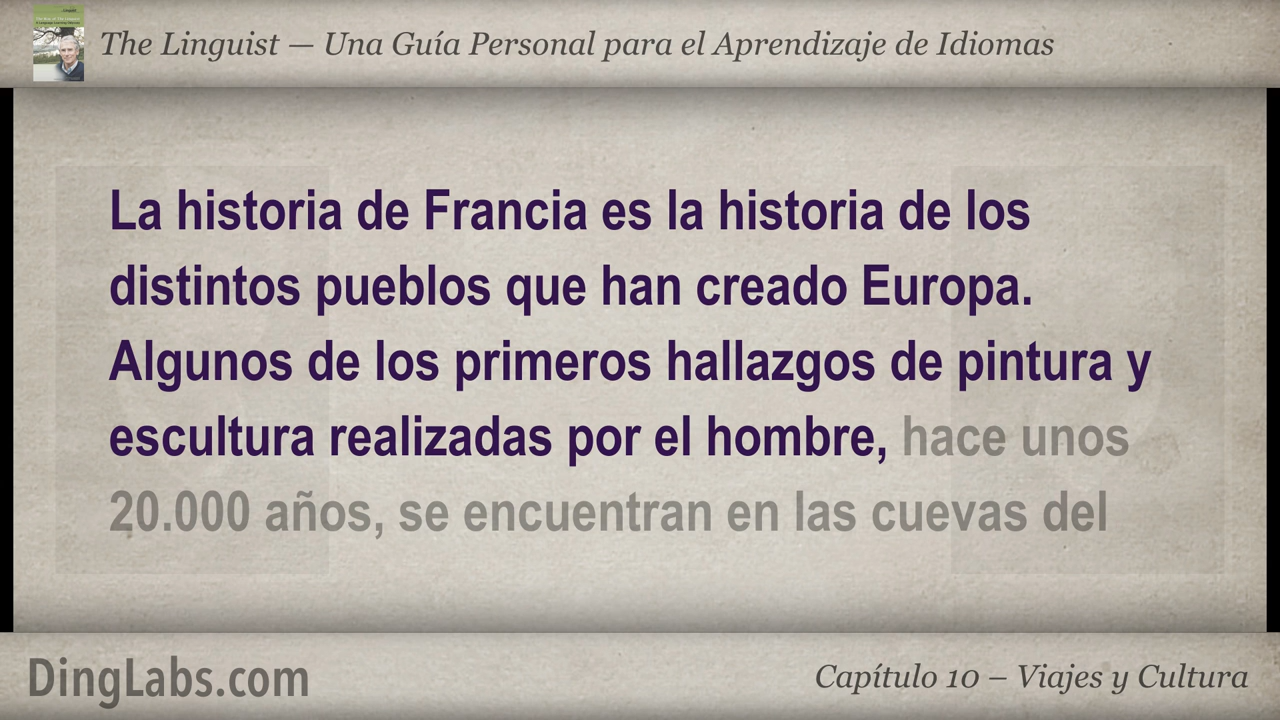 The Linguist — Una Guía Personal para el Aprendizaje de Idiomas
La historia de Francia es la historia de los
distintos pueblos que han creado Europa.
Algunos de los primeros hallazgos de pintura y
escultura realizadas por el hombre, hace unos
20.000 años, se encuentran en las cuevas del
DingLabs.com
Capítulo 10 – Viajes y Cultura